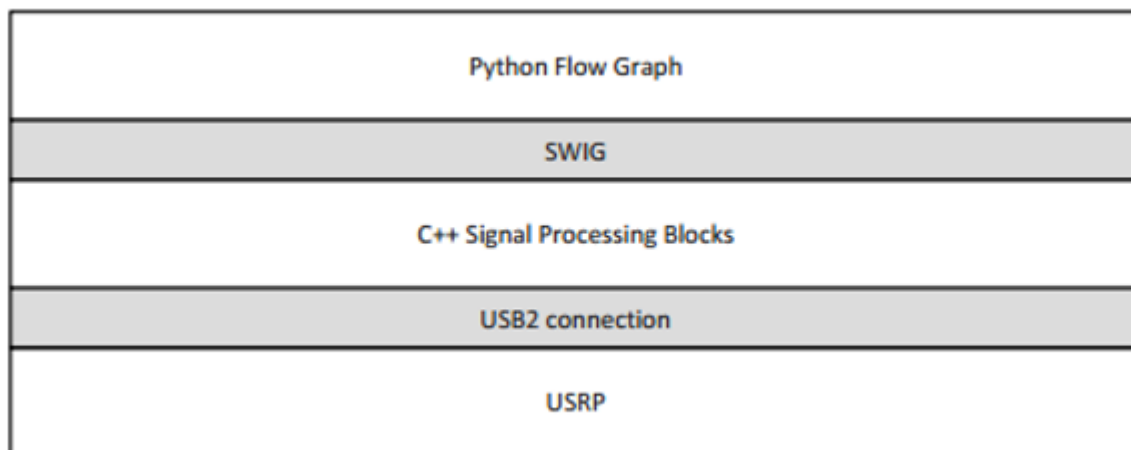 Python Flow Graph
SWIG
C++ Signal Processing Blocks
USB2 connection
USRP